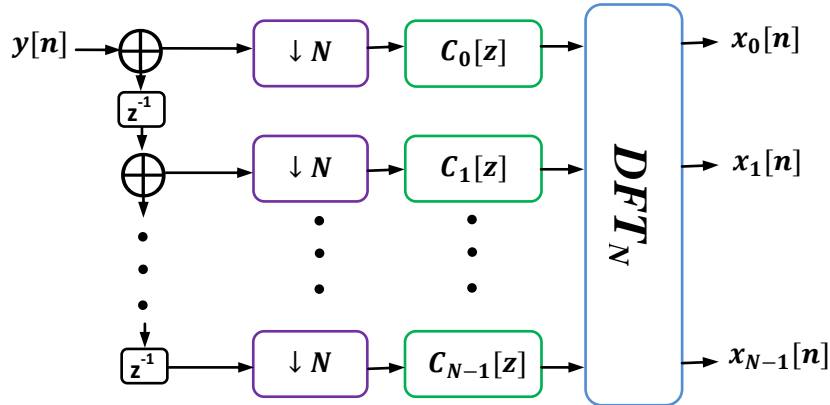 y[n] ↓ N C₀[z] x₀[n]
z⁻¹
↓ N C₁[z] x₁[n]
DFT_N
z⁻¹ ↓ N C_{N−1}[z] x_{N−1}[n]